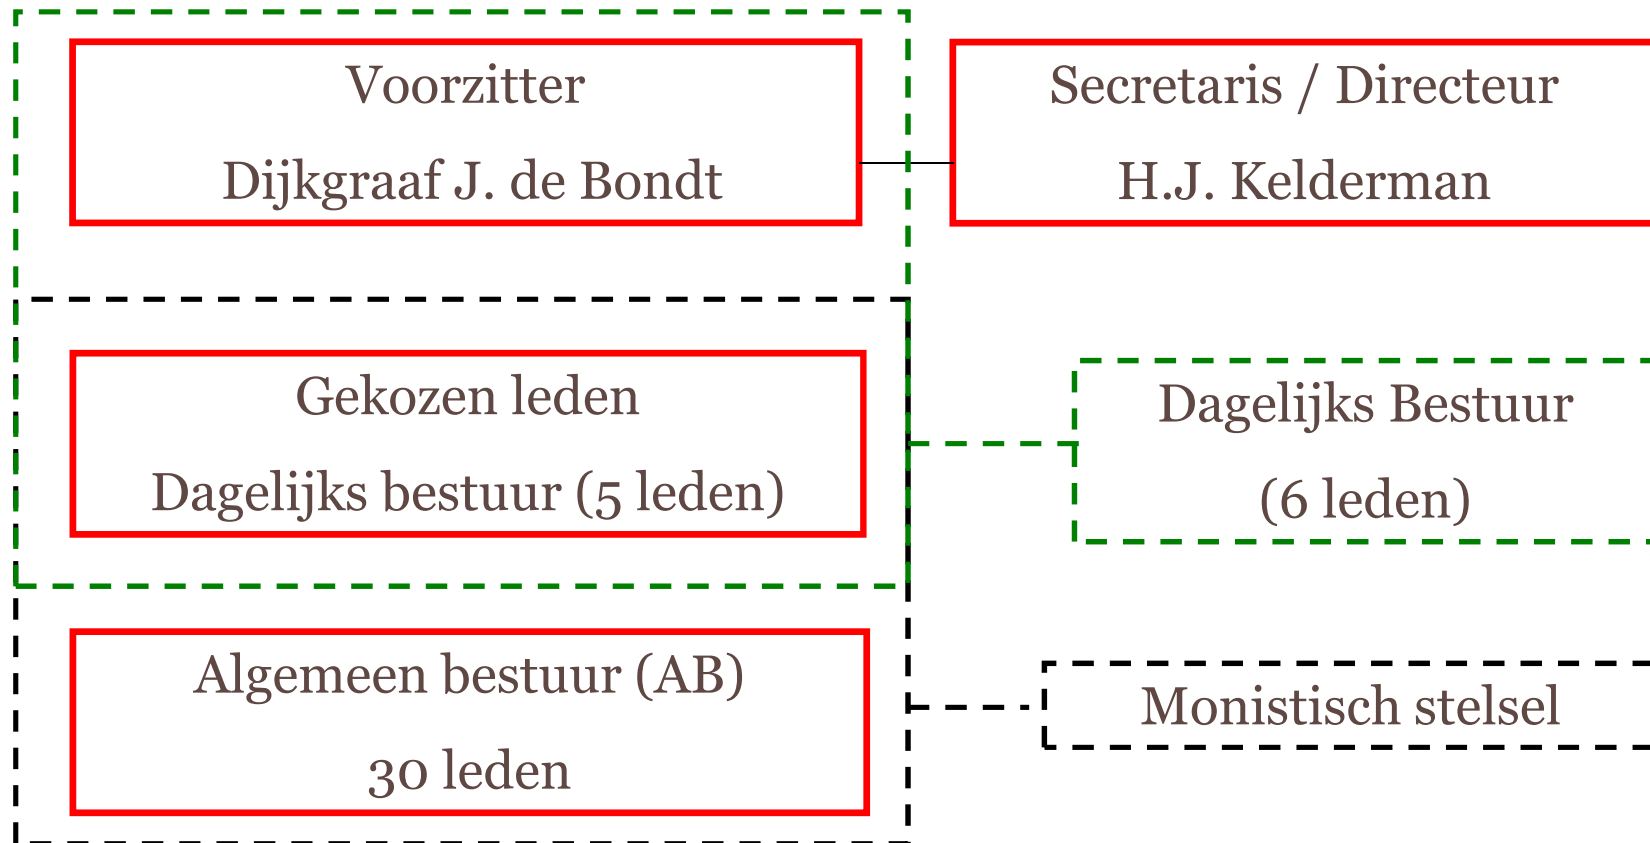 Voorzitter
Dijkgraaf J. de Bondt
Secretaris / Directeur
H.J. Kelderman
Gekozen leden
Dagelijks bestuur (5 leden)
Dagelijks Bestuur
(6 leden)
Algemeen bestuur (AB)
30 leden
Monistisch stelsel